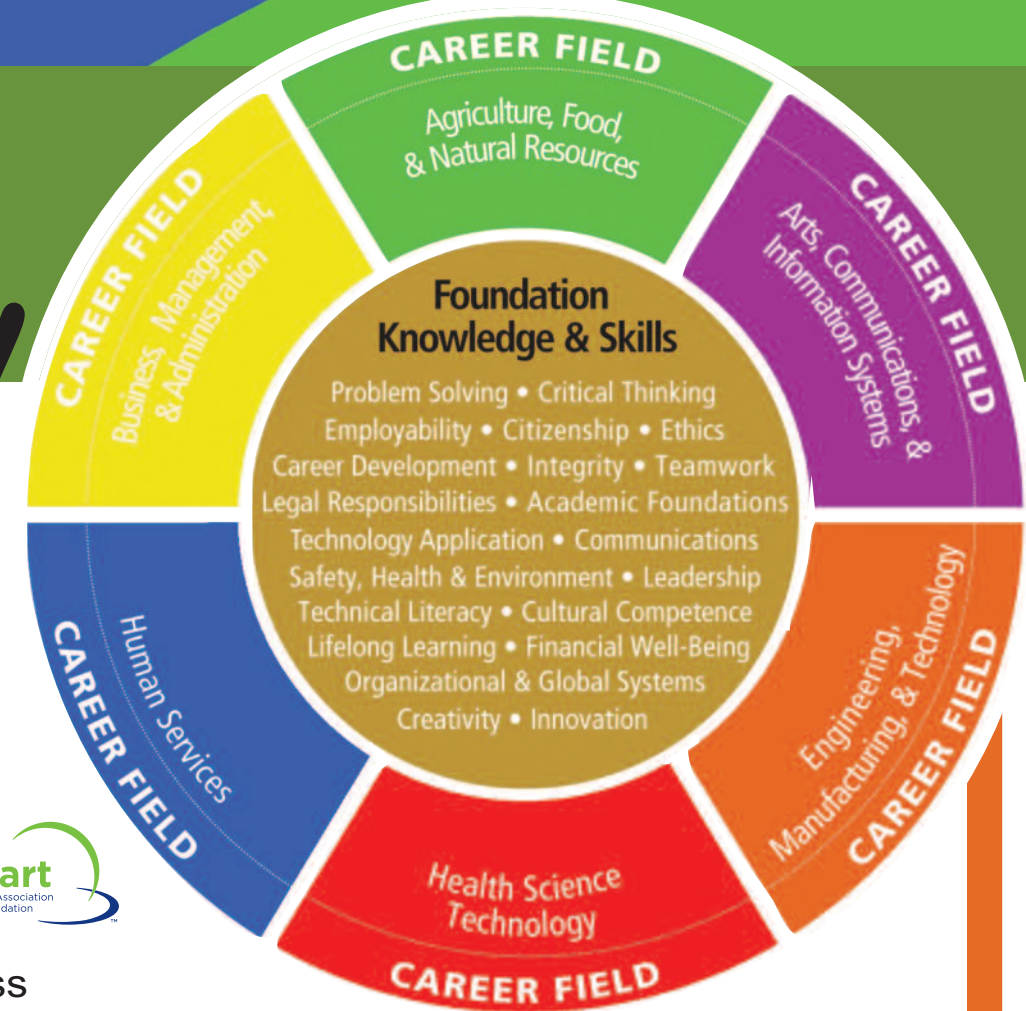 CAREER FIELD
Agriculture, Food,
& Natural Resources
CAREER FIELD
Arts, Communications, &
Information Systems
CAREER FIELD
Business, Management,
& Administration
Foundation
Knowledge & Skills
Problem Solving • Critical Thinking
Employability • Citizenship • Ethics
Career Development • Integrity • Teamwork
Legal Responsibilities • Academic Foundations
Technology Application • Communications
Safety, Health & Environment • Leadership
Technical Literacy • Cultural Competence
Lifelong Learning • Financial Well-Being
Organizational & Global Systems
Creativity • Innovation
Human Services
CAREER FIELD
Engineering,
Manufacturing, & Technology
CAREER FIELD
Health Science
Technology
CAREER FIELD
art
Association
dation
™
ss